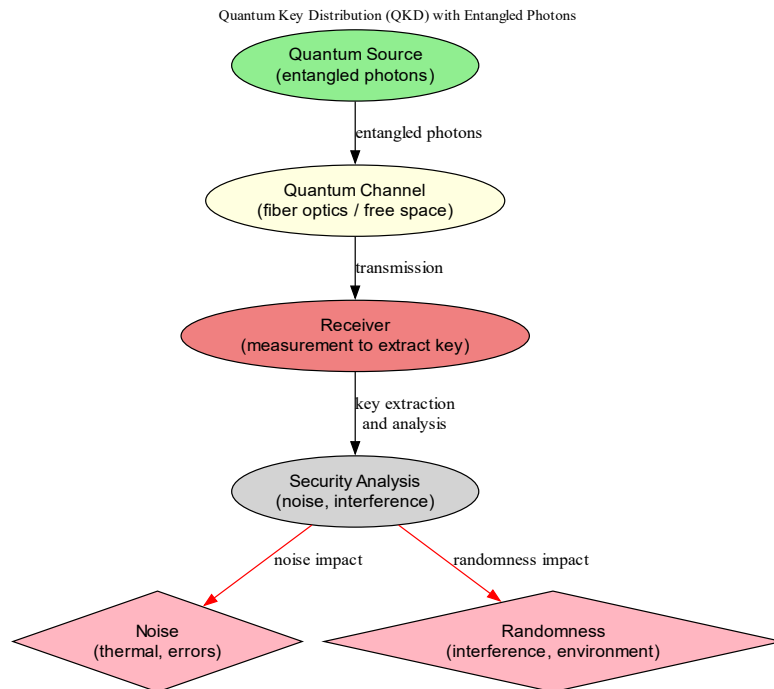 Quantum Key Distribution (QKD) with Entangled Photons
Quantum Source
(entangled photons)
entangled photons
Quantum Channel
(fiber optics / free space)
transmission
Receiver
(measurement to extract key)
key extraction
and analysis
Security Analysis
(noise, interference)
noise impact
randomness impact
Noise
(thermal, errors)
Randomness
(interference, environment)